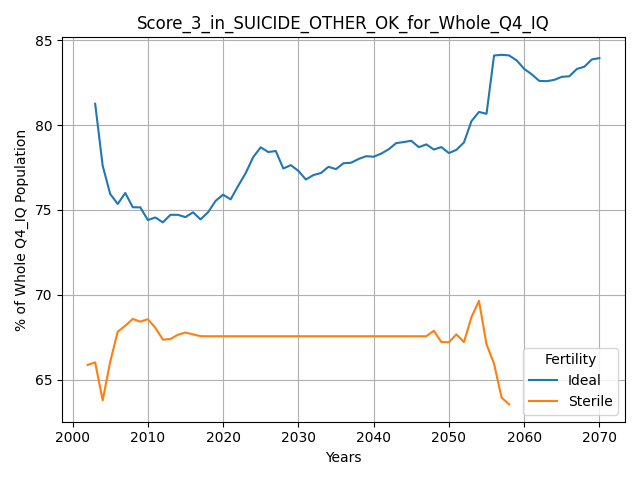 Score_3_in_SUICIDE_OTHER_OK_for_Whole_Q4_IQ
% of Whole Q4_IQ Population
85
80
75
70
65
Fertility
Ideal
Sterile
2000 2010 2020 2030 2040 2050 2060 2070
Years